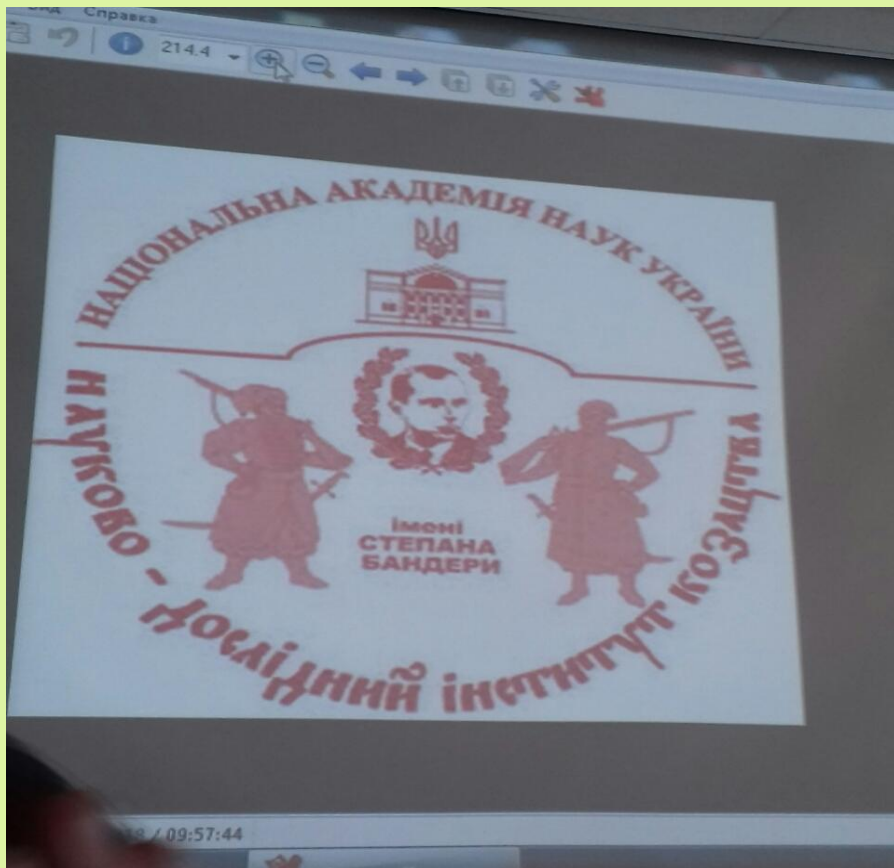 Справка
214.4
НАЦІОНАЛЬНА АКАДЕМІЯ НАУК УКРАЇНИ
імені
СТЕПАНА
БАНДЕРИ
НАУКОВО - ДОСЛІДНИЙ ІНСТИТУТ КОЗАЦТВА
/ 09:57:44